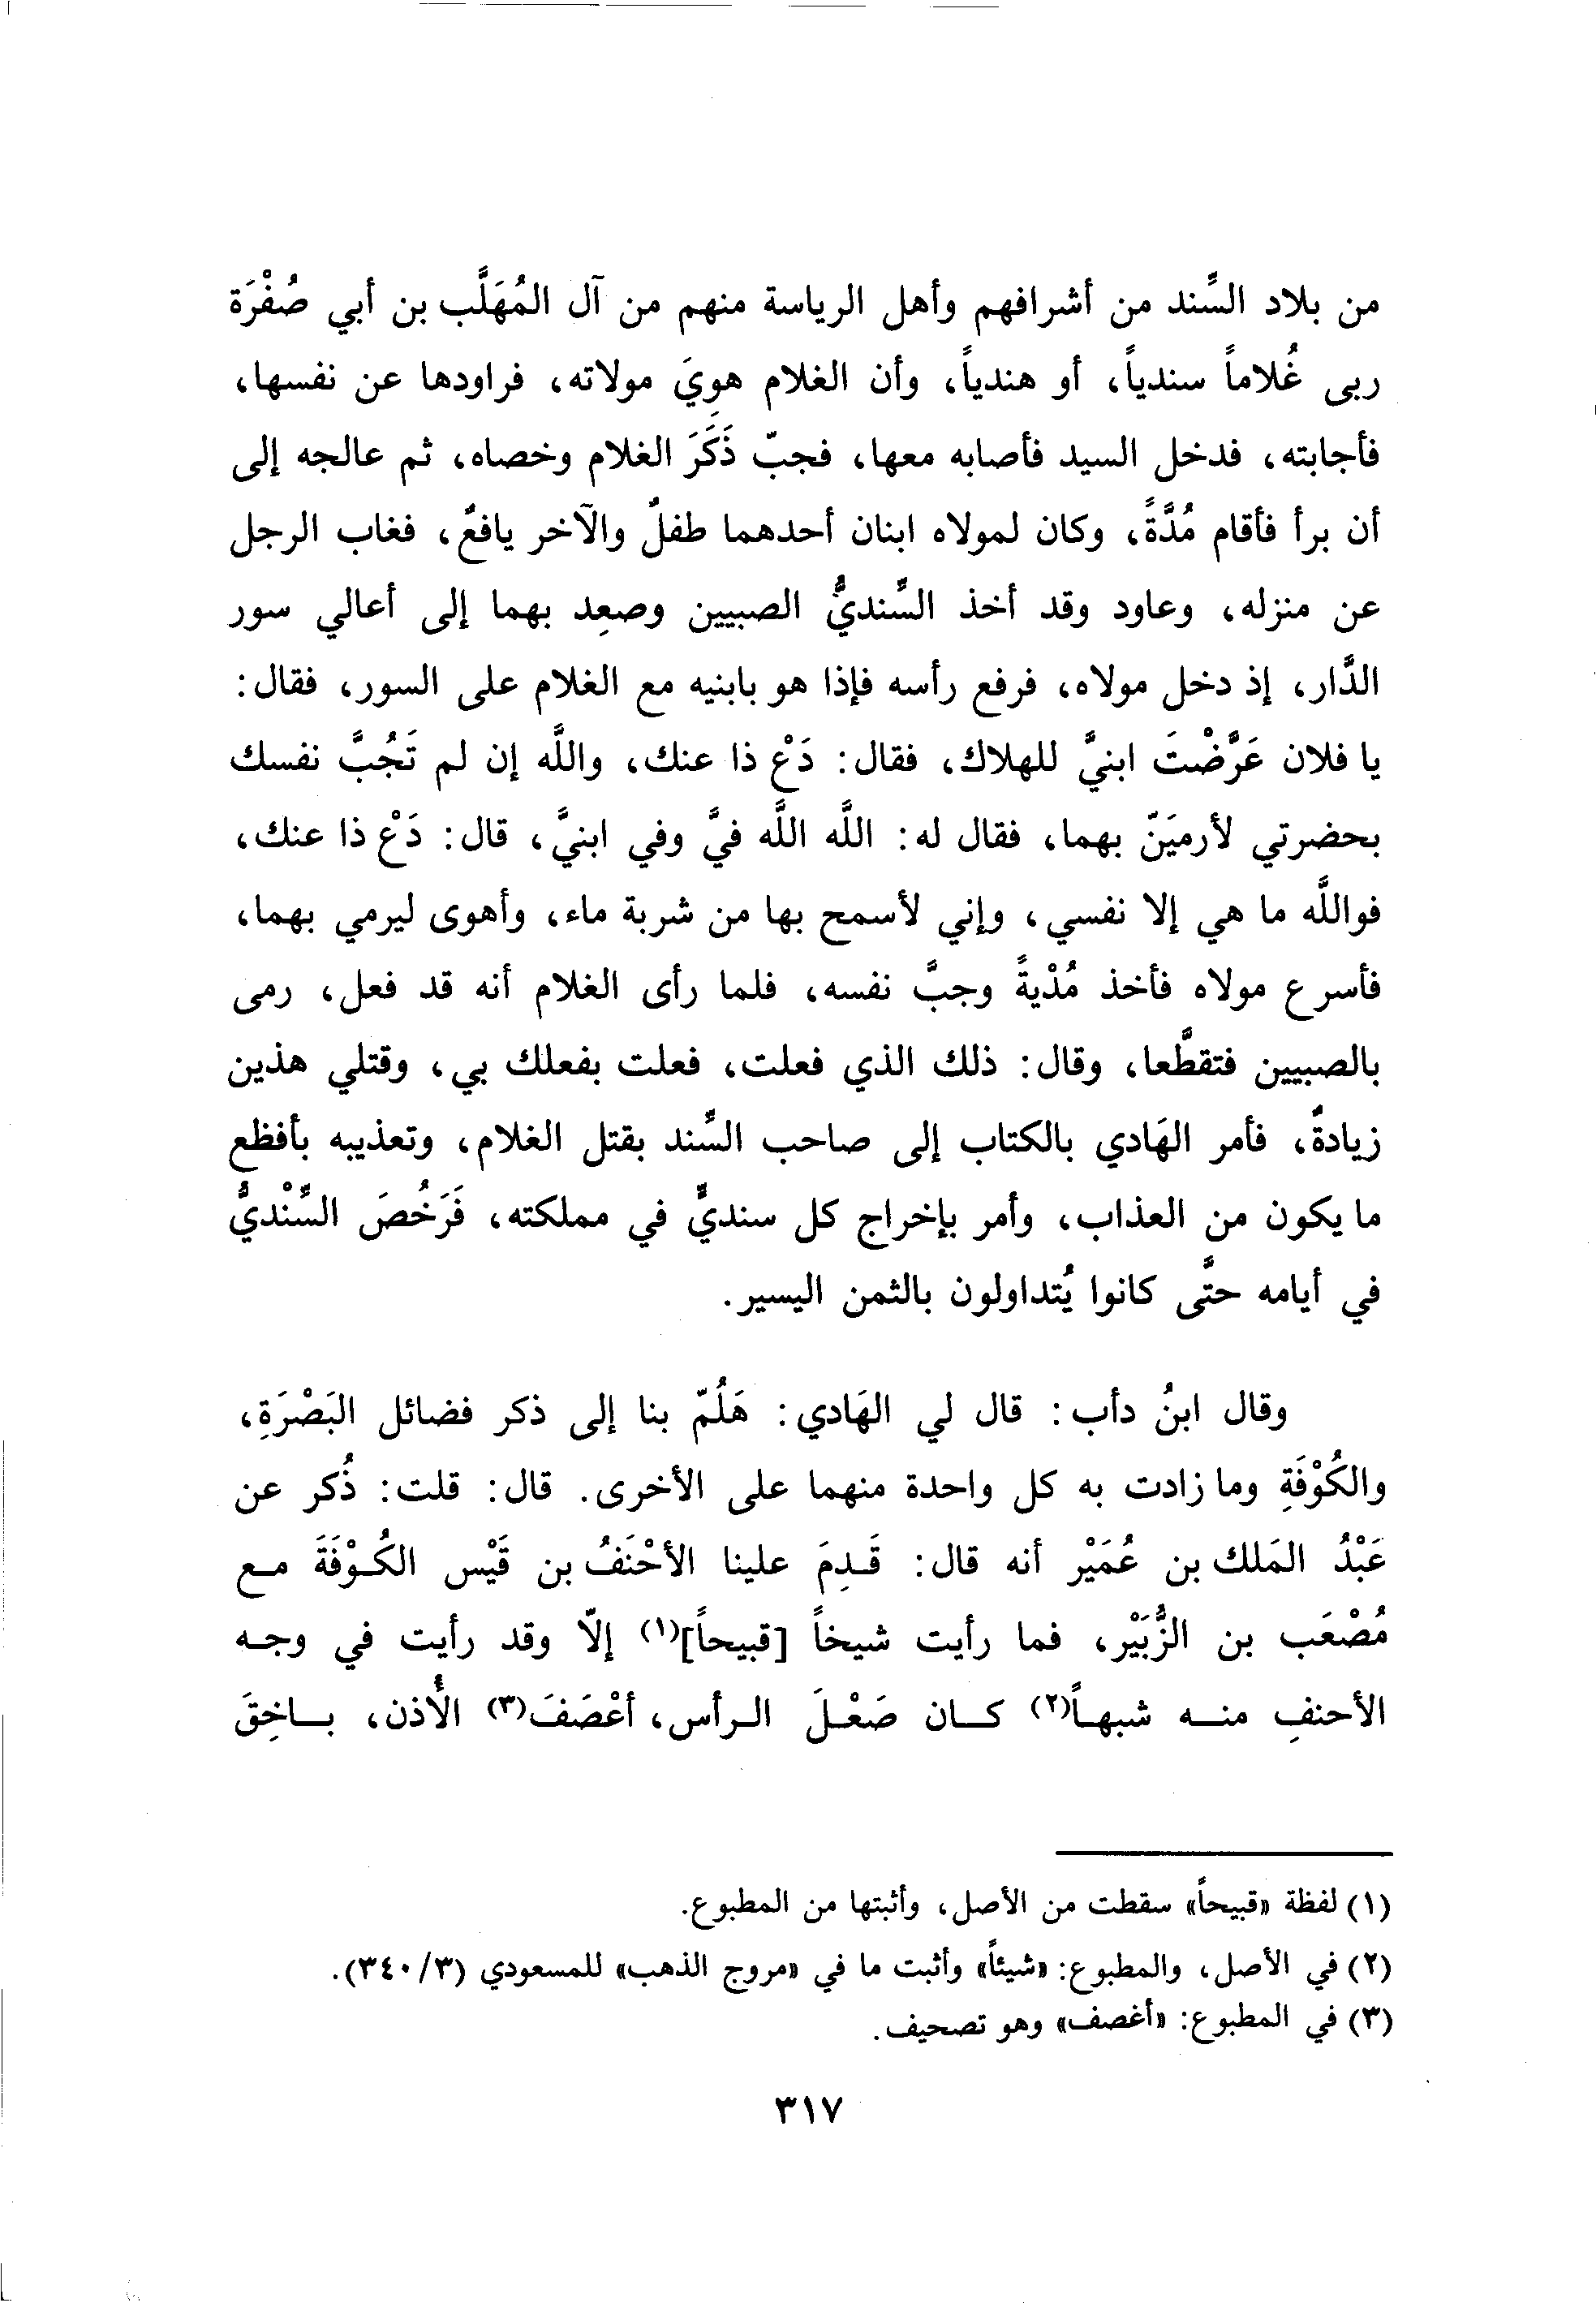 من بلاد السِّند من أشرافهم وأهل الرياسة منهم من آل المُهَلَّب بن أبي صُفْرَة
ربى غُلاماً سندياً، أو هندياً، وأن الغلام هوِيَ مولاته، فراودها عن نفسها،
فأجابته، فدخل السيد فأصابه معها، فجبّ ذَكَرَ الغلام وخصاه، ثم عالجه إلى
أن برأ فأقام مُدَّةً، وكان لمولاه ابنان أحدهما طفلٌ والآخر يافعٌ، فغاب الرجل
عن منزله، وعاود وقد أخذ السِّنديُّ الصبيين وصعِد بهما إلى أعالي سور
الدَّار، إذ دخل مولاه، فرفع رأسه فإذا هو بابنيه مع الغلام على السور، فقال:
يا فلان عَرَّضْتَ ابنيَّ للهلاك، فقال: دَعْ ذا عنك، واللَّه إن لم تَجُبَّ نفسك
بحضرتي لأرميَنّ بهما، فقال له: اللَّه اللَّه فيَّ وفي ابنيَّ، قال: دَعْ ذا عنك،
فواللَّه ما هي إلا نفسي، وإني لأسمح بها من شربة ماء، وأهوى ليرمي بهما،
فأسرع مولاه فأخذ مُدْيةً وجبَّ نفسه، فلما رأى الغلام أنه قد فعل، رمى
بالصبيين فتقطَّعا، وقال: ذلك الذي فعلت، فعلت بفعلك بي، وقتلي هذين
زيادةٌ، فأمر الهَادي بالكتاب إلى صاحب السِّند بقتل الغلام، وتعذيبه بأفظع
ما يكون من العذاب، وأمر بإخراج كل سنديٍّ في مملكته، فَرَخُصَ السِّنْديُّ
في أيامه حتَّى كانوا يُتداولون بالثمن اليسير.
وقال ابنُ دأب: قال لي الهَادي: هَلُمّ بنا إلى ذكر فضائل البَصْرَةِ،
والكُوْفَةِ وما زادت به كل واحدة منهما على الأخرى. قال: قلت: ذُكر عن
عَبْدُ المَلك بن عُمَيْر أنه قال: قَدِمَ علينا الأحْنَفُ بن قَيْس الكُوْفَةَ مع
مُصْعَب بن الزُّبَيْر، فما رأيت شيخاً [قبيحاً](١) إلاّ وقد رأيت في وجه
الأحنفِ منه شبهاً(٢) كان صَعْلَ الرأس، أعْصَفَ(٣) الأُذن، باخِقَ
(١) لفظة «قبيحاً» سقطت من الأصل، وأثبتها من المطبوع.
(٢) في الأصل، والمطبوع: «شيئاً» وأثبت ما في «مروج الذهب» للمسعودي (٣/ ٣٤٠).
(٣) في المطبوع: «أغصف» وهو تصحيف.
٣١٧